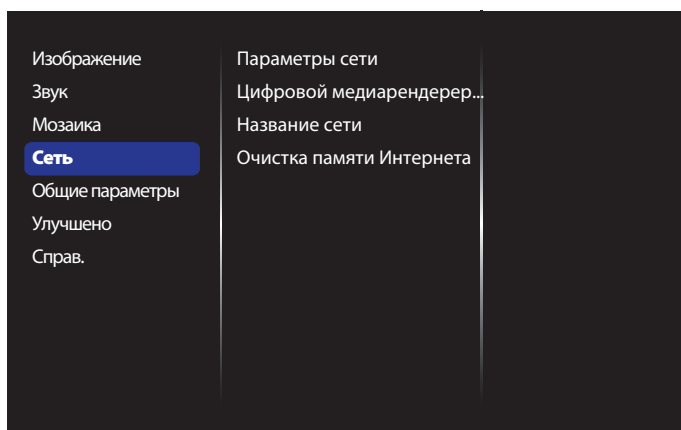 Изображение
Звук
Мозаика
Сеть
Общие параметры
Улучшено
Справ.
Параметры сети
Цифровой медиарендерер...
Название сети
Очистка памяти Интернета